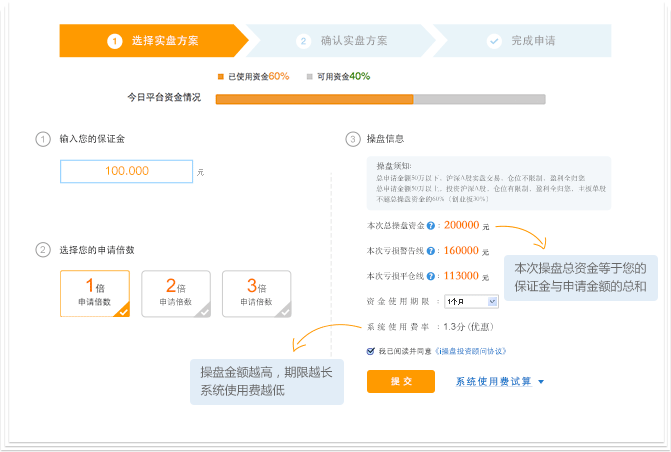 1 选择实盘方案
2 确认实盘方案
完成申请
已使用资金60% 可用资金40%
今日平台资金情况
1 输入您的保证金
100.000 元
2 选择您的申请倍数
1倍
申请倍数
2倍
申请倍数
3倍
申请倍数
3 操盘信息
操盘须知:
总申请金额50万以下、沪深A股实盘交易、仓位不限制、盈利全归您
总申请金额50万以上、投资沪深A股、仓位有限制、盈利全归您、主板单股
不超总操盘资金的60%(创业板30%)
本次总操盘资金 ? : 200000 元
本次亏损警告线 ? : 160000 元
本次亏损平仓线 ? : 113000 元
资金使用期限 : 1个月
系统使用费率 : 1.3分(优惠)
我已阅读并同意《i操盘投资顾问协议》
提 交
系统使用费试算
本次操盘总资金等于您的
保证金与申请金额的总和
操盘金额越高,期限越长
系统使用费越低